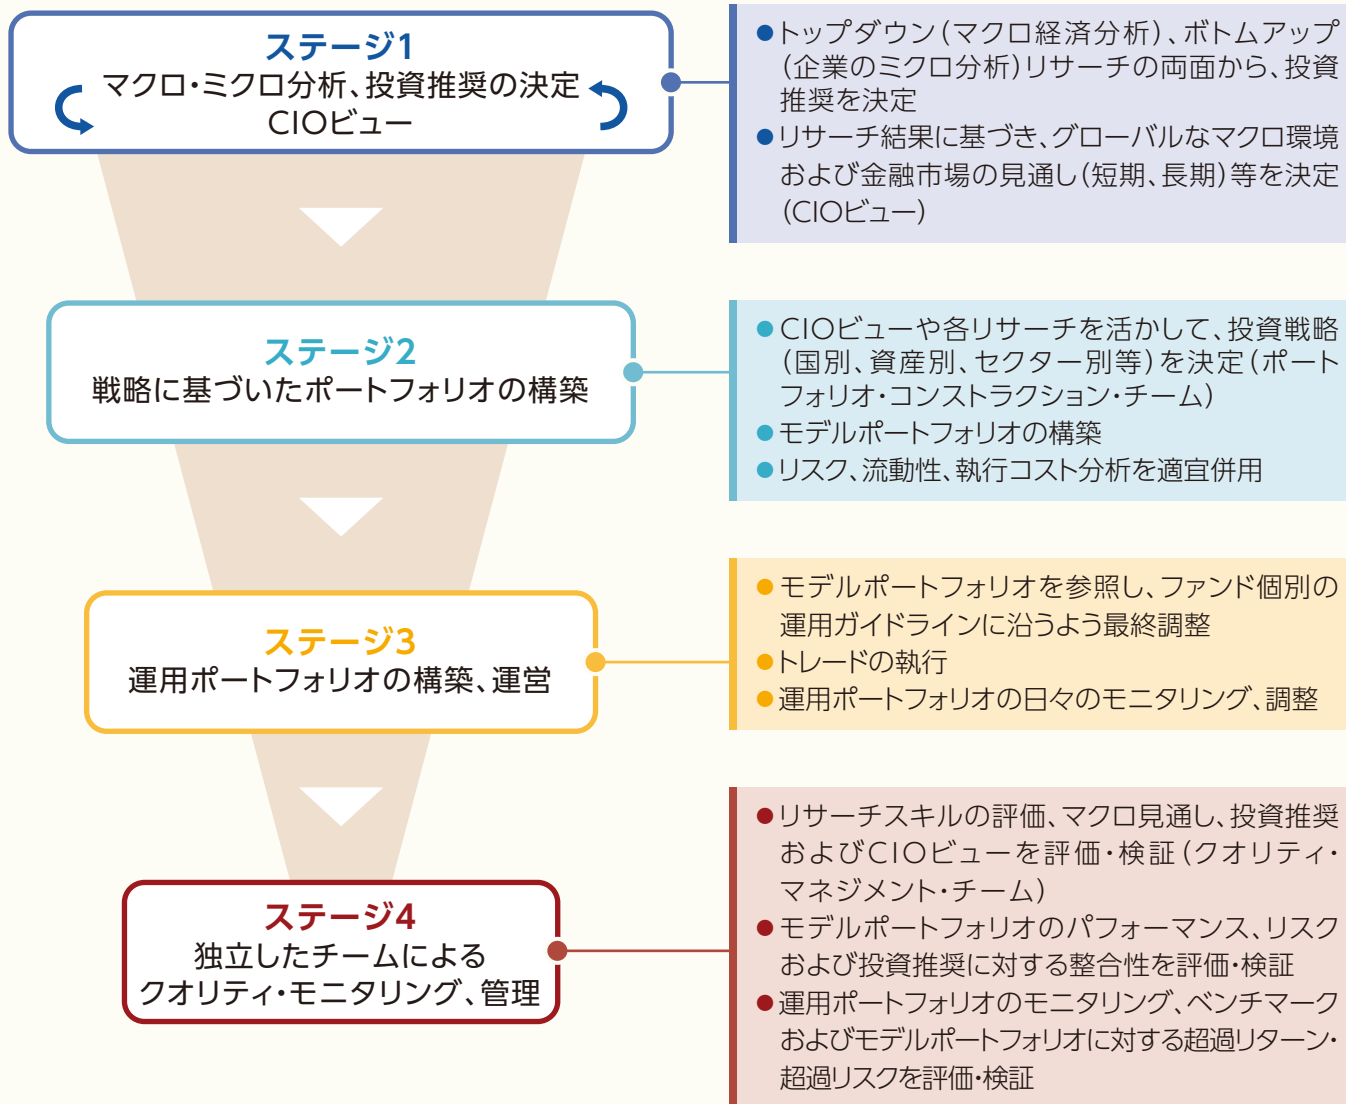 ステージ1
マクロ・ミクロ分析、投資推奨の決定
CIOビュー
●トップダウン(マクロ経済分析)、ボトムアップ
(企業のミクロ分析)リサーチの両面から、投資
推奨を決定
●リサーチ結果に基づき、グローバルなマクロ環境
および金融市場の見通し(短期、長期)等を決定
(CIOビュー)
ステージ2
戦略に基づいたポートフォリオの構築
●CIOビューや各リサーチを活かして、投資戦略
(国別、資産別、セクター別等)を決定(ポート
フォリオ・コンストラクション・チーム)
●モデルポートフォリオの構築
●リスク、流動性、執行コスト分析を適宜併用
ステージ3
運用ポートフォリオの構築、運営
●モデルポートフォリオを参照し、ファンド個別の
運用ガイドラインに沿うよう最終調整
●トレードの執行
●運用ポートフォリオの日々のモニタリング、調整
ステージ4
独立したチームによる
クオリティ・モニタリング、管理
●リサーチスキルの評価、マクロ見通し、投資推奨
およびCIOビューを評価・検証(クオリティ・
マネジメント・チーム)
●モデルポートフォリオのパフォーマンス、リスク
および投資推奨に対する整合性を評価・検証
●運用ポートフォリオのモニタリング、ベンチマーク
およびモデルポートフォリオに対する超過リターン・
超過リスクを評価・検証